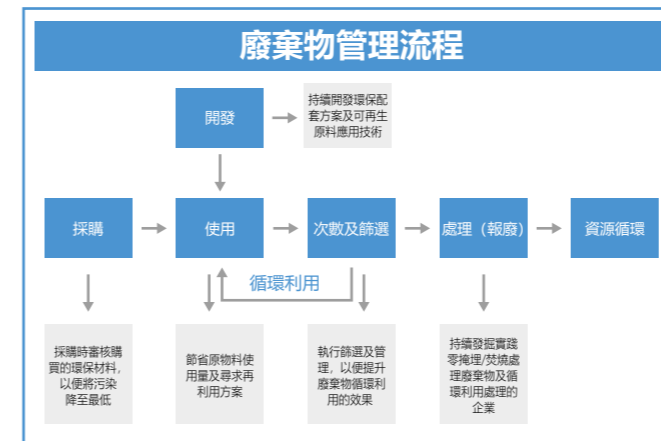 廢棄物管理流程
開發
持續開發環保配
套方案及可再生
原料應用技術
採購
使用
次數及篩選
處理（報廢）
資源循環
循環利用
採購時審核購
買的環保材料，
以便將污染
降至最低
節省原物料使
用量及尋求再
利用方案
執行篩選及管
理，以便提升
廢棄物循環利
用的效果
持續發掘實踐
零掩埋/焚燒處
理廢棄物及循
環利用處理的
企業